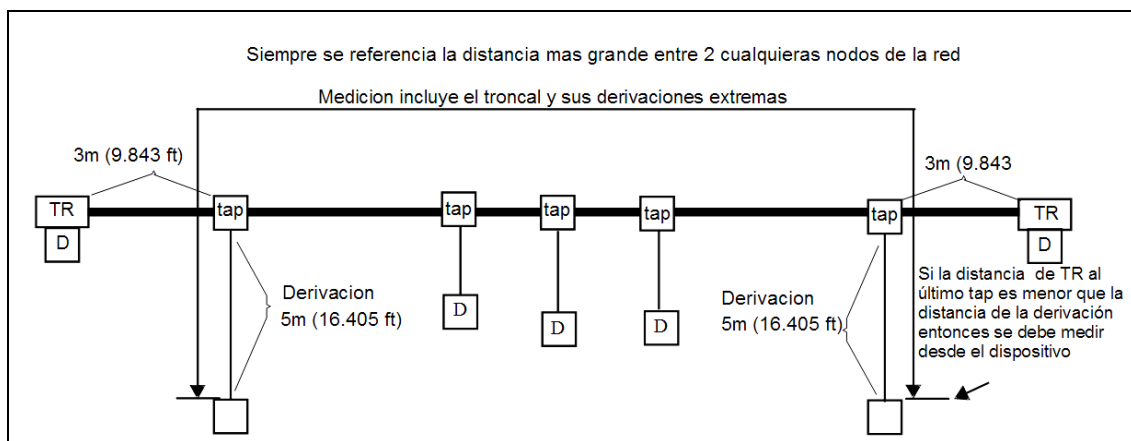 Siempre se referencia la distancia mas grande entre 2 cualquieras nodos de la red
Medicion incluye el troncal y sus derivaciones extremas
3m (9.843 ft)
3m (9.843
TR
tap
tap
tap
tap
tap
TR
D
D
Derivacion
5m (16.405 ft)
D
D
D
Derivacion
5m (16.405 ft)
Si la distancia de TR al
último tap es menor que la
distancia de la derivación
entonces se debe medir
desde el dispositivo